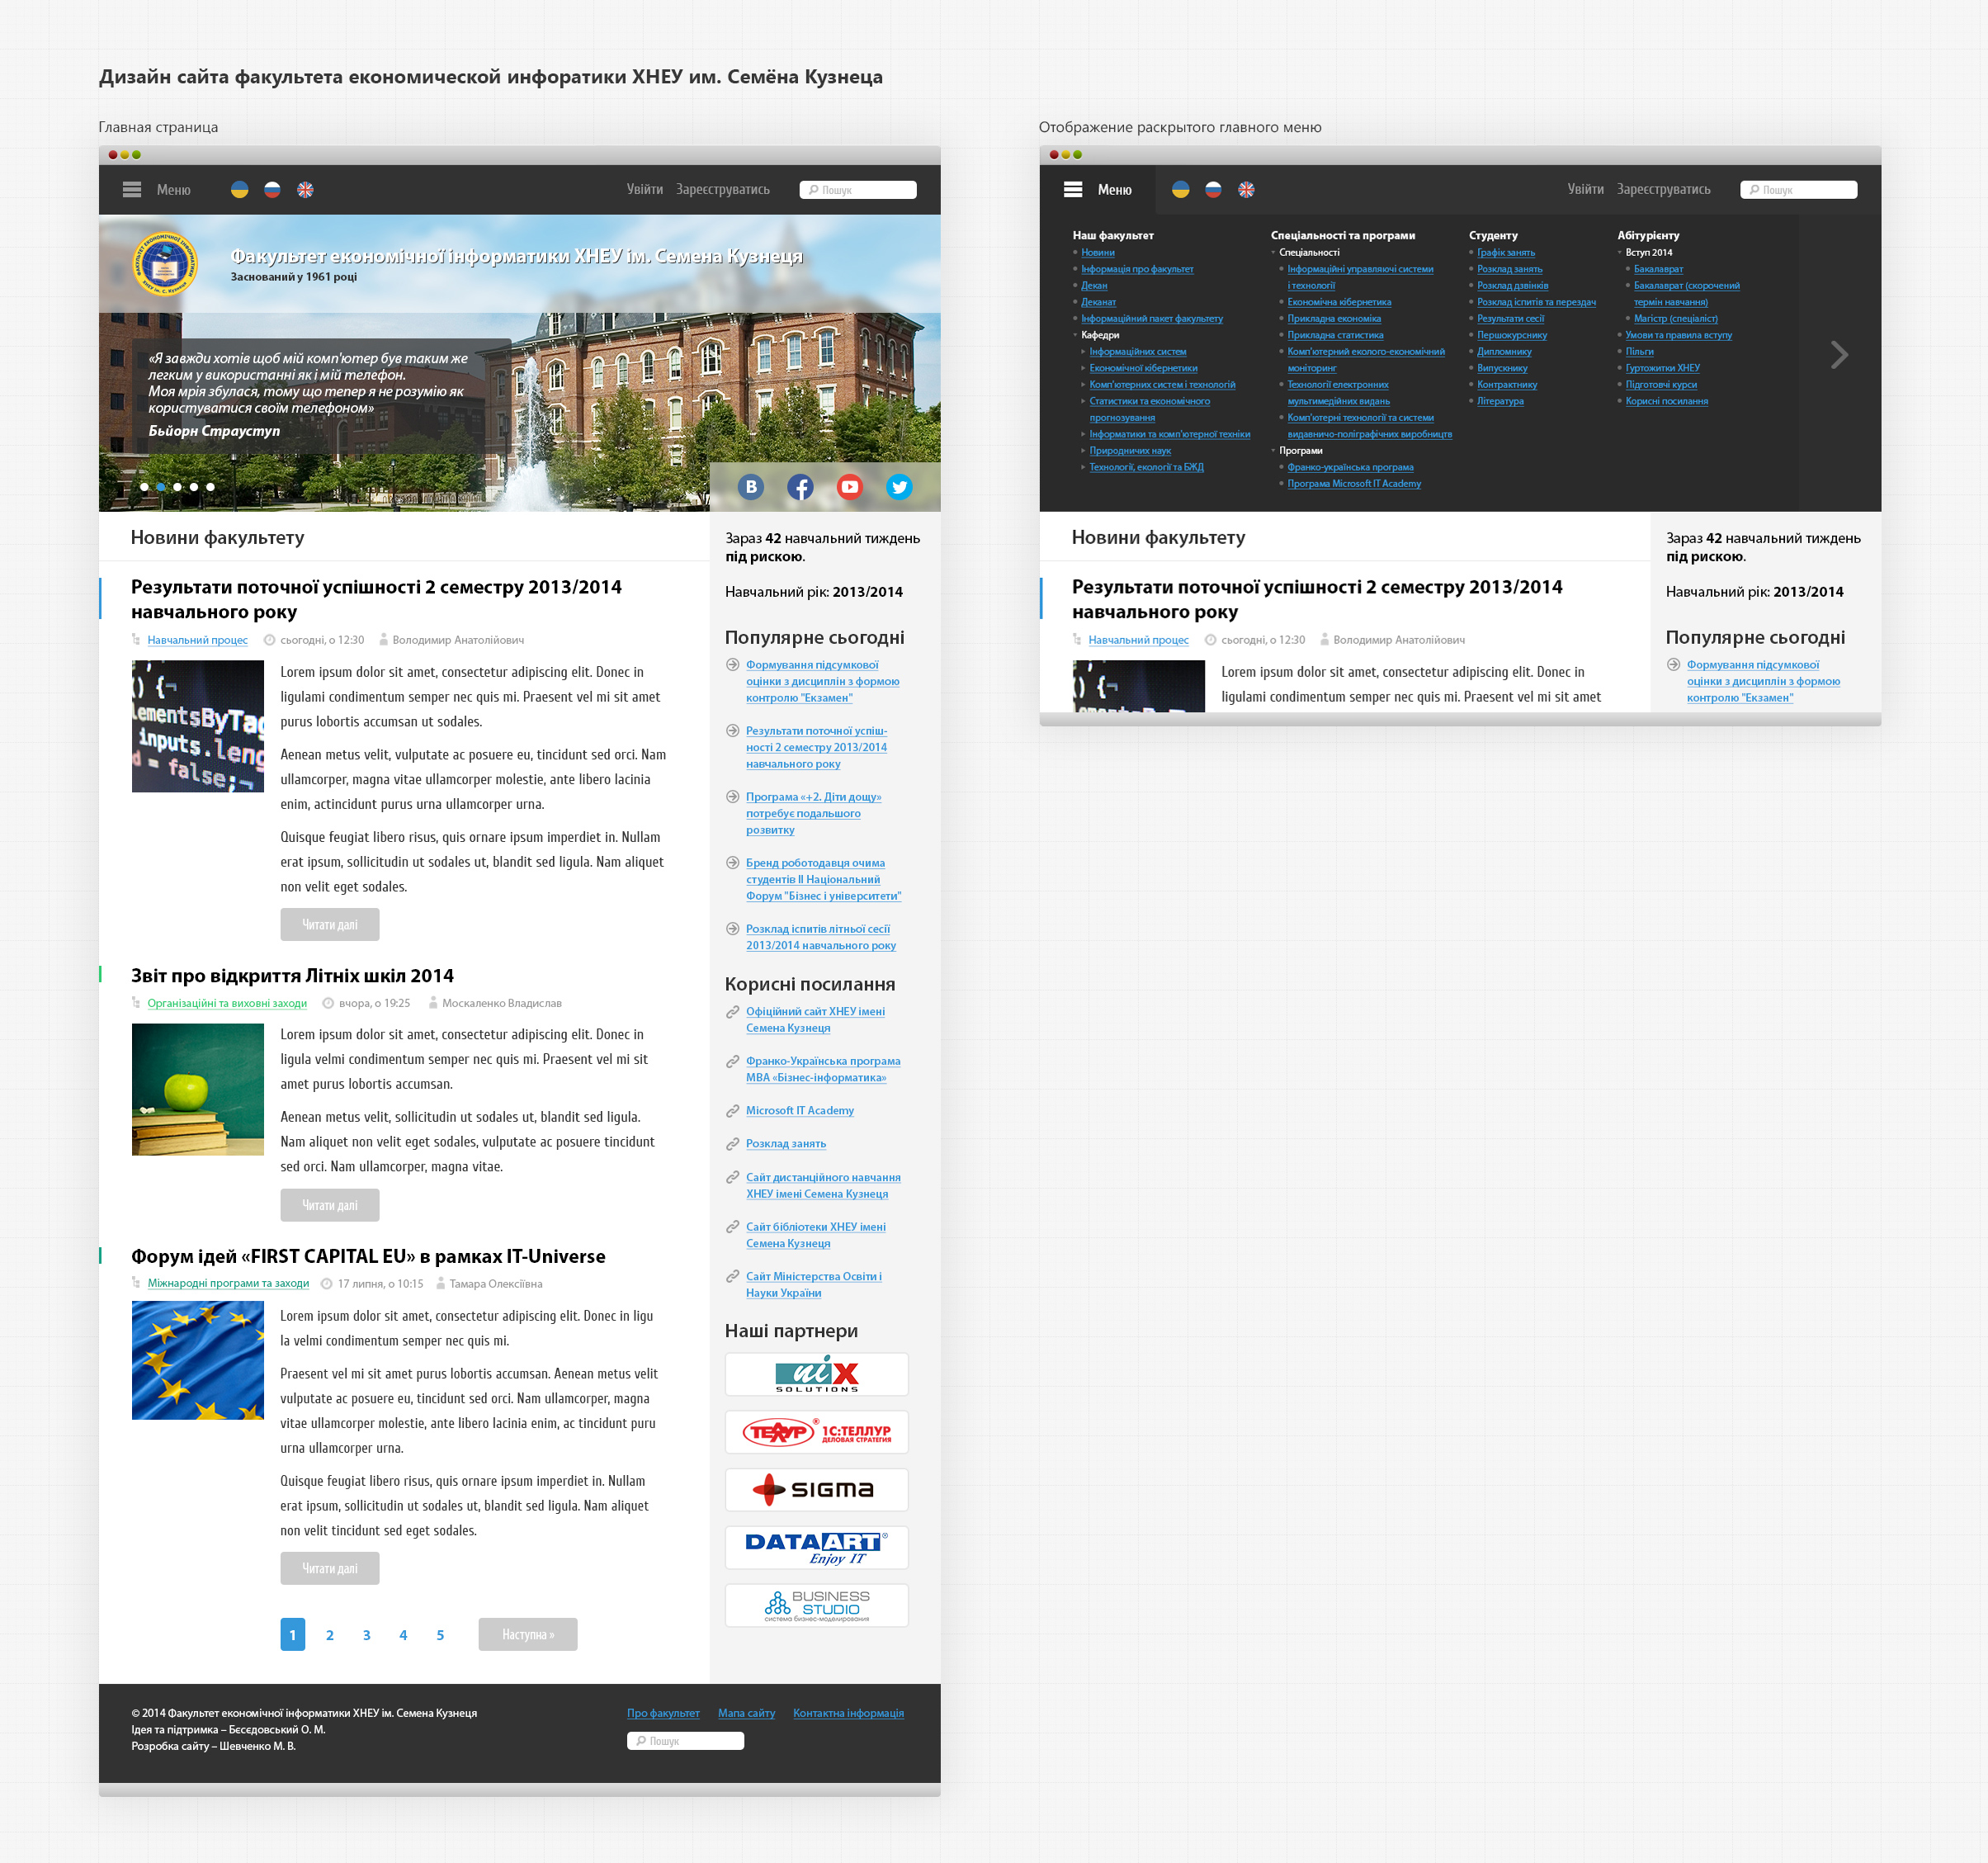 Дизайн сайта факультета економической инфоратики ХНЕУ им. Семёна Кузнеца
Главная страница
Меню
Увійти Зареєструватись
Пошук
Факультет економічної інформатики ХНЕУ ім. Семена Кузнеця
Заснований у 1961 році
«Я завжди хотів щоб мій комп'ютер був таким же
легким у використанні як і мій телефон.
Моя мрія збулася, тому що тепер я не розумію як
користуватися своїм телефоном»
Бьйорн Страуступ
Новини факультету
Результати поточної успішності 2 семестру 2013/2014
навчального року
Навчальний процес сьогодні, о 12:30 Володимир Анатолійович
ementsByTag
inputs.leng
d = false;
Lorem ipsum dolor sit amet, consectetur adipiscing elit. Donec in
ligulami condimentum semper nec quis mi. Praesent vel mi sit amet
purus lobortis accumsan ut sodales.
Aenean metus velit, vulputate ac posuere eu, tincidunt sed orci. Nam
ullamcorper, magna vitae ullamcorper molestie, ante libero lacinia
enim, actincidunt purus urna ullamcorper urna.
Quisque feugiat libero risus, quis ornare ipsum imperdiet in. Nullam
erat ipsum, sollicitudin ut sodales ut, blandit sed ligula. Nam aliquet
non velit eget sodales.
Читати далі
Звіт про відкриття Літніх шкіл 2014
Організаційні та виховні заходи вчора, о 19:25 Москаленко Владислав
Lorem ipsum dolor sit amet, consectetur adipiscing elit. Donec in
ligula velmi condimentum semper nec quis mi. Praesent vel mi sit
amet purus lobortis accumsan.
Aenean metus velit, sollicitudin ut sodales ut, blandit sed ligula.
Nam aliquet non velit eget sodales, vulputate ac posuere tincidunt
sed orci. Nam ullamcorper, magna vitae.
Читати далі
Форум ідей «FIRST CAPITAL EU» в рамках IT-Universe
Міжнародні програми та заходи 17 липня, о 10:15 Тамара Олексіївна
Lorem ipsum dolor sit amet, consectetur adipiscing elit. Donec in ligu
la velmi condimentum semper nec quis mi.
Praesent vel mi sit amet purus lobortis accumsan. Aenean metus velit
vulputate ac posuere eu, tincidunt sed orci. Nam ullamcorper, magna
vitae ullamcorper molestie, ante libero lacinia enim, ac tincidunt puru
urna ullamcorper urna.
Quisque feugiat libero risus, quis ornare ipsum imperdiet in. Nullam
erat ipsum, sollicitudin ut sodales ut, blandit sed ligula. Nam aliquet
non velit tincidunt sed eget sodales.
Читати далі
1 2 3 4 5 Наступна »
Зараз 42 навчальний тиждень
під рискою.
Навчальний рік: 2013/2014
Популярне сьогодні
Формування підсумкової
оцінки з дисциплін з формою
контролю "Екзамен"
Результати поточної успіш-
ності 2 семестру 2013/2014
навчального року
Програма «+2. Діти дощу»
потребує подальшого
розвитку
Бренд роботодавця очима
студентів II Національний
Форум "Бізнес і університети"
Розклад іспитів літньої сесії
2013/2014 навчального року
Корисні посилання
Офіційний сайт ХНЕУ імені
Семена Кузнеця
Франко-Українська програма
МВА «Бізнес-інформатика»
Microsoft IT Academy
Розклад занять
Сайт дистанційного навчання
ХНЕУ імені Семена Кузнеця
Сайт бібліотеки ХНЕУ імені
Семена Кузнеця
Сайт Міністерства Освіти і
Науки України
Наші партнери
niX
SOLUTIONS
ТЕЛЛУР® 1С:ТЕЛЛУР
ДЕЛОВАЯ СТРАТЕГИЯ
SIGMA
DATAART®
Enjoy IT
BUSINESS
STUDIO
система бизнес-моделирования
© 2014 Факультет економічної інформатики ХНЕУ ім. Семена Кузнеця
Ідея та підтримка – Бєсєдовський О. М.
Розробка сайту – Шевченко М. В.
Про факультет Мапа сайту Контактна інформація
Пошук
Отображение раскрытого главного меню
Меню
Увійти Зареєструватись
Пошук
Наш факультет
Новини
Інформація про факультет
Декан
Деканат
Інформаційний пакет факультету
Кафедри
Інформаційних систем
Економічної кібернетики
Комп'ютерних систем і технологій
Статистики та економічного
прогнозування
Інформатики та комп'ютерної техніки
Природничих наук
Технології, екології та БЖД
Спеціальності та програми
Спеціальності
Інформаційні управляючі системи
і технології
Економічна кібернетика
Прикладна економіка
Прикладна статистика
Комп'ютерний еколого-економічний
моніторинг
Технології електронних
мультимедійних видань
Комп'ютерні технології та системи
видавничо-поліграфічних виробництв
Програми
Франко-українська програма
Програма Microsoft IT Academy
Студенту
Графік занять
Розклад занять
Розклад дзвінків
Розклад іспитів та перездач
Результати сесії
Першокурснику
Дипломнику
Випускнику
Контрактнику
Література
Абітурієнту
Вступ 2014
Бакалаврат
Бакалаврат (скорочений
термін навчання)
Магістр (спеціаліст)
Умови та правила вступу
Пільги
Гуртожитки ХНЕУ
Підготовчі курси
Корисні посилання
Новини факультету
Результати поточної успішності 2 семестру 2013/2014
навчального року
Навчальний процес сьогодні, о 12:30 Володимир Анатолійович
Lorem ipsum dolor sit amet, consectetur adipiscing elit. Donec in
ligulami condimentum semper nec quis mi. Praesent vel mi sit amet
Зараз 42 навчальний тиждень
під рискою.
Навчальний рік: 2013/2014
Популярне сьогодні
Формування підсумкової
оцінки з дисциплін з формою
контролю "Екзамен"